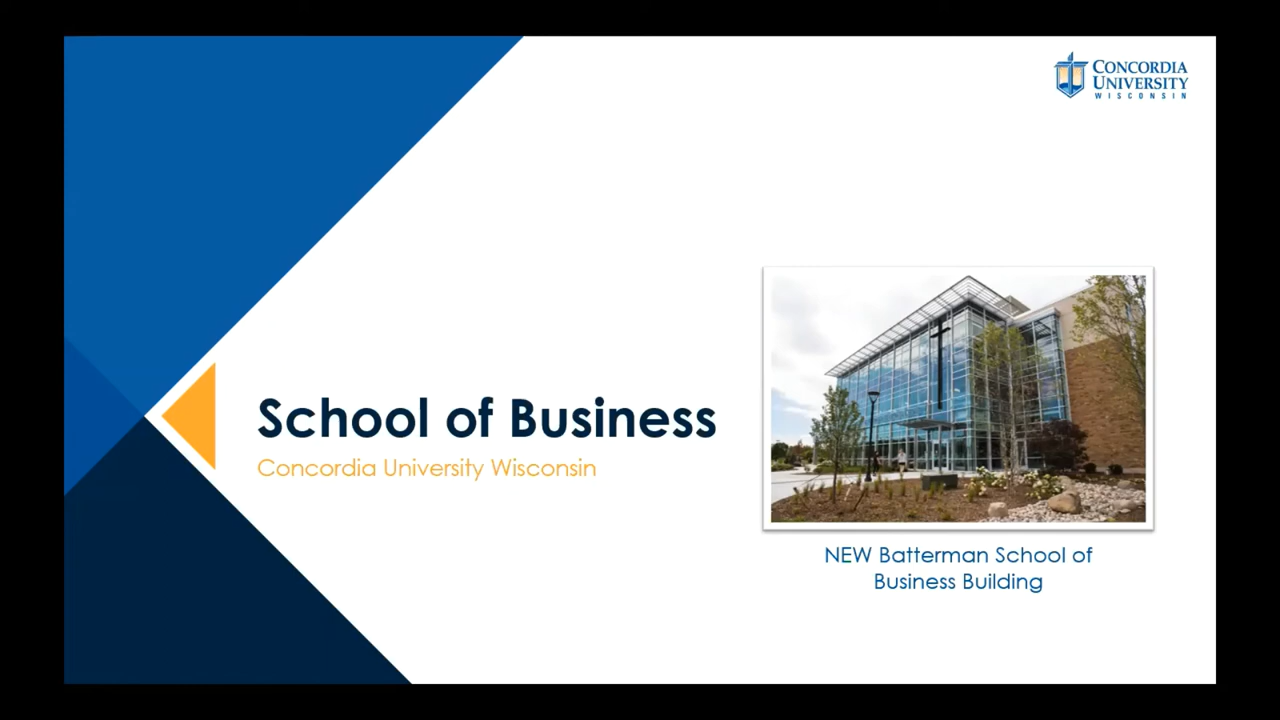 CONCORDIA
UNIVERSITY
WISCONSIN
School of Business
Concordia University Wisconsin
NEW Batterman School of
Business Building